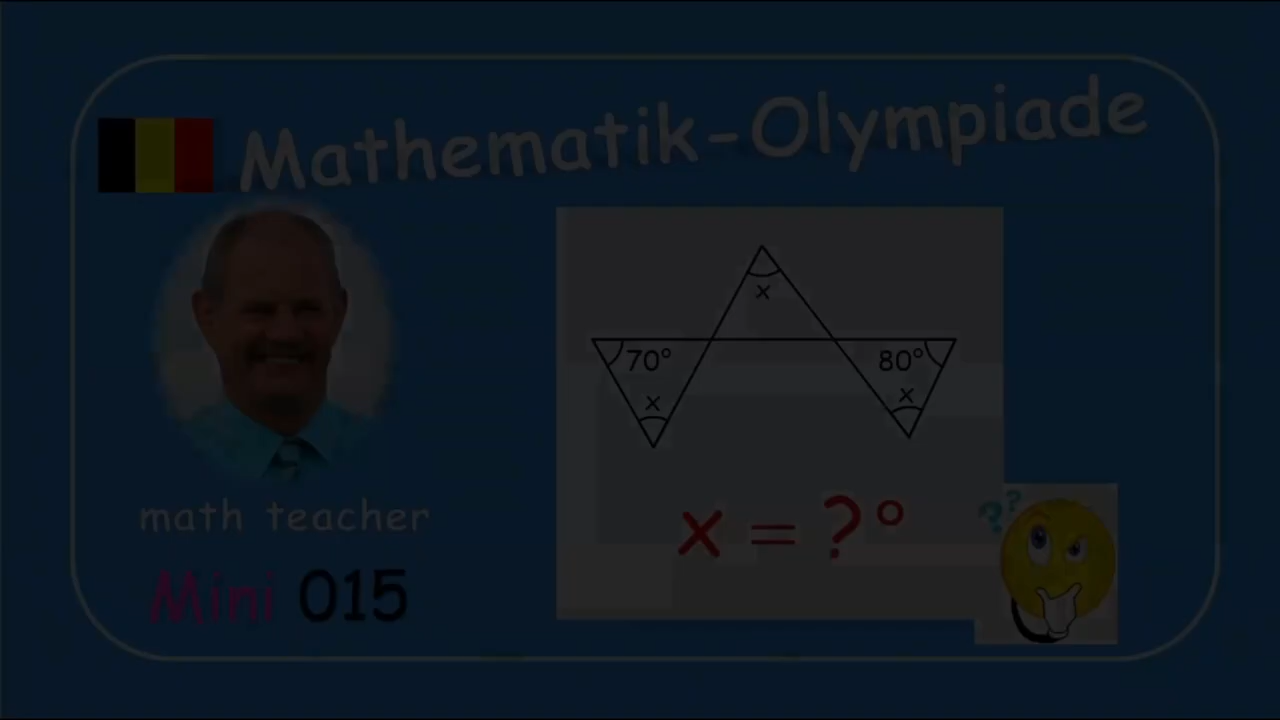 Mathematik-Olympiade
x
70° 80°
x x
math teacher
x = ?°
??
Mini 015